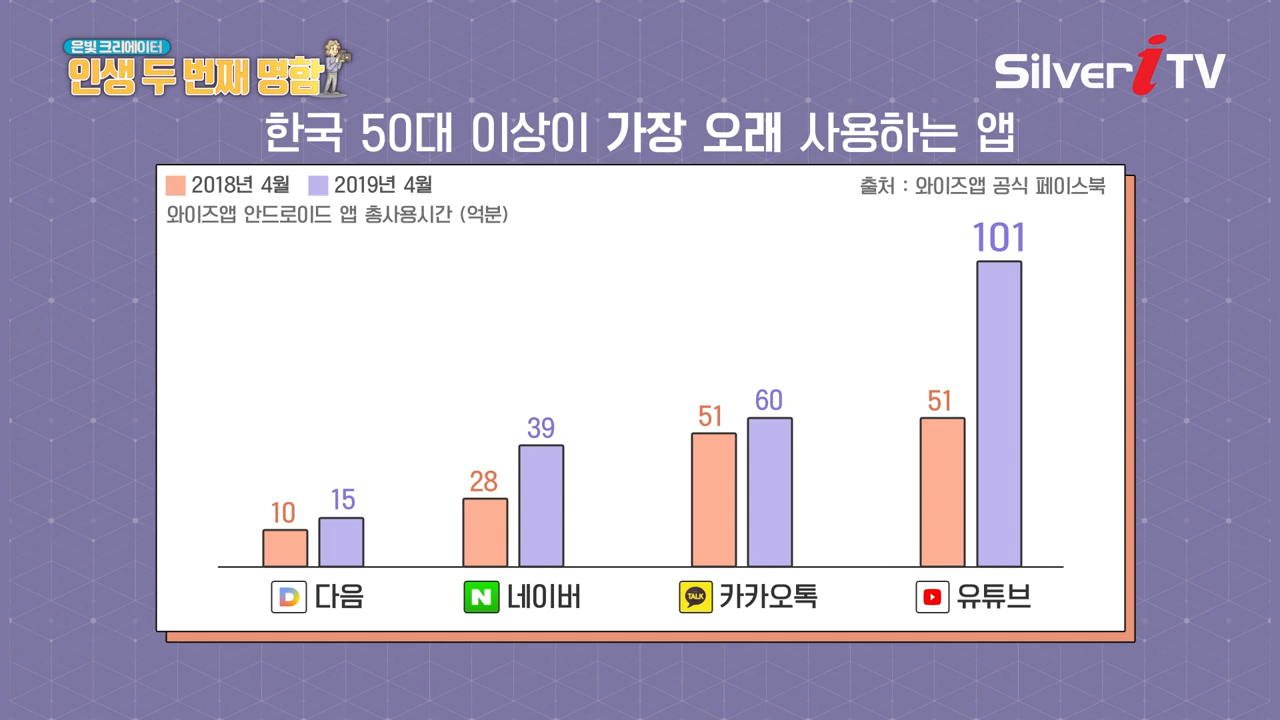 은빛 크리에이터
인생 두 번째 명함
SilveriTV
한국 50대 이상이 가장 오래 사용하는 앱
2018년 4월 2019년 4월
출처 : 와이즈앱 공식 페이스북
와이즈앱 안드로이드 앱 총사용시간 (억분)
10 15 28 39 51 60 51 101
D 다음 N 네이버 TALK 카카오톡 유튜브